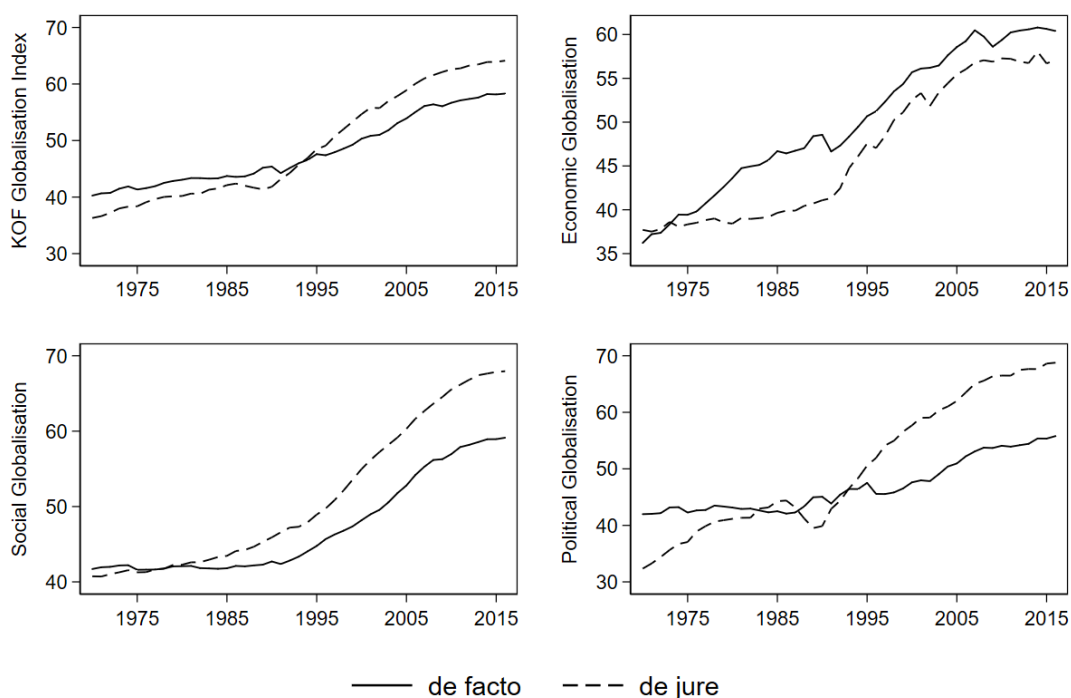 KOF Globalisation Index
70
60
50
40
30
1975 1985 1995 2005 2015
Economic Globalisation
60
55
50
45
40
35
1975 1985 1995 2005 2015
Social Globalisation
70
60
50
40
1975 1985 1995 2005 2015
Political Globalisation
70
60
50
40
30
1975 1985 1995 2005 2015
de facto de jure